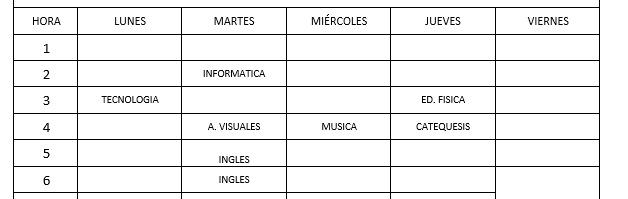 HORA LUNES MARTES MIÉRCOLES JUEVES VIERNES
1
2 INFORMATICA
3 TECNOLOGIA ED. FISICA
4 A. VISUALES MUSICA CATEQUESIS
5 INGLES
6 INGLES